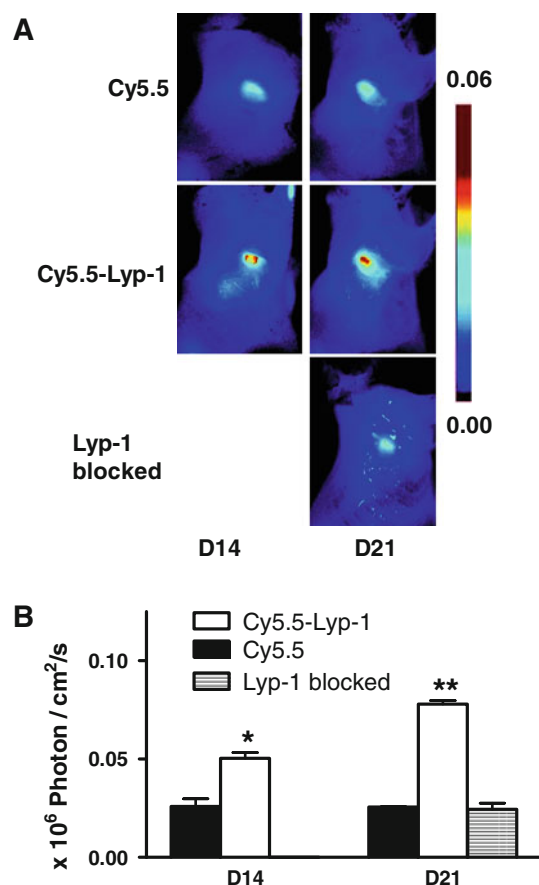 A
Cy5.5
0.06
Cy5.5-Lyp-1
0.00
Lyp-1
blocked
D14 D21
B
Cy5.5-Lyp-1
Cy5.5
Lyp-1 blocked
x 10⁶ Photon / cm²/s
0.10
0.05
0.00
*
**
D14 D21